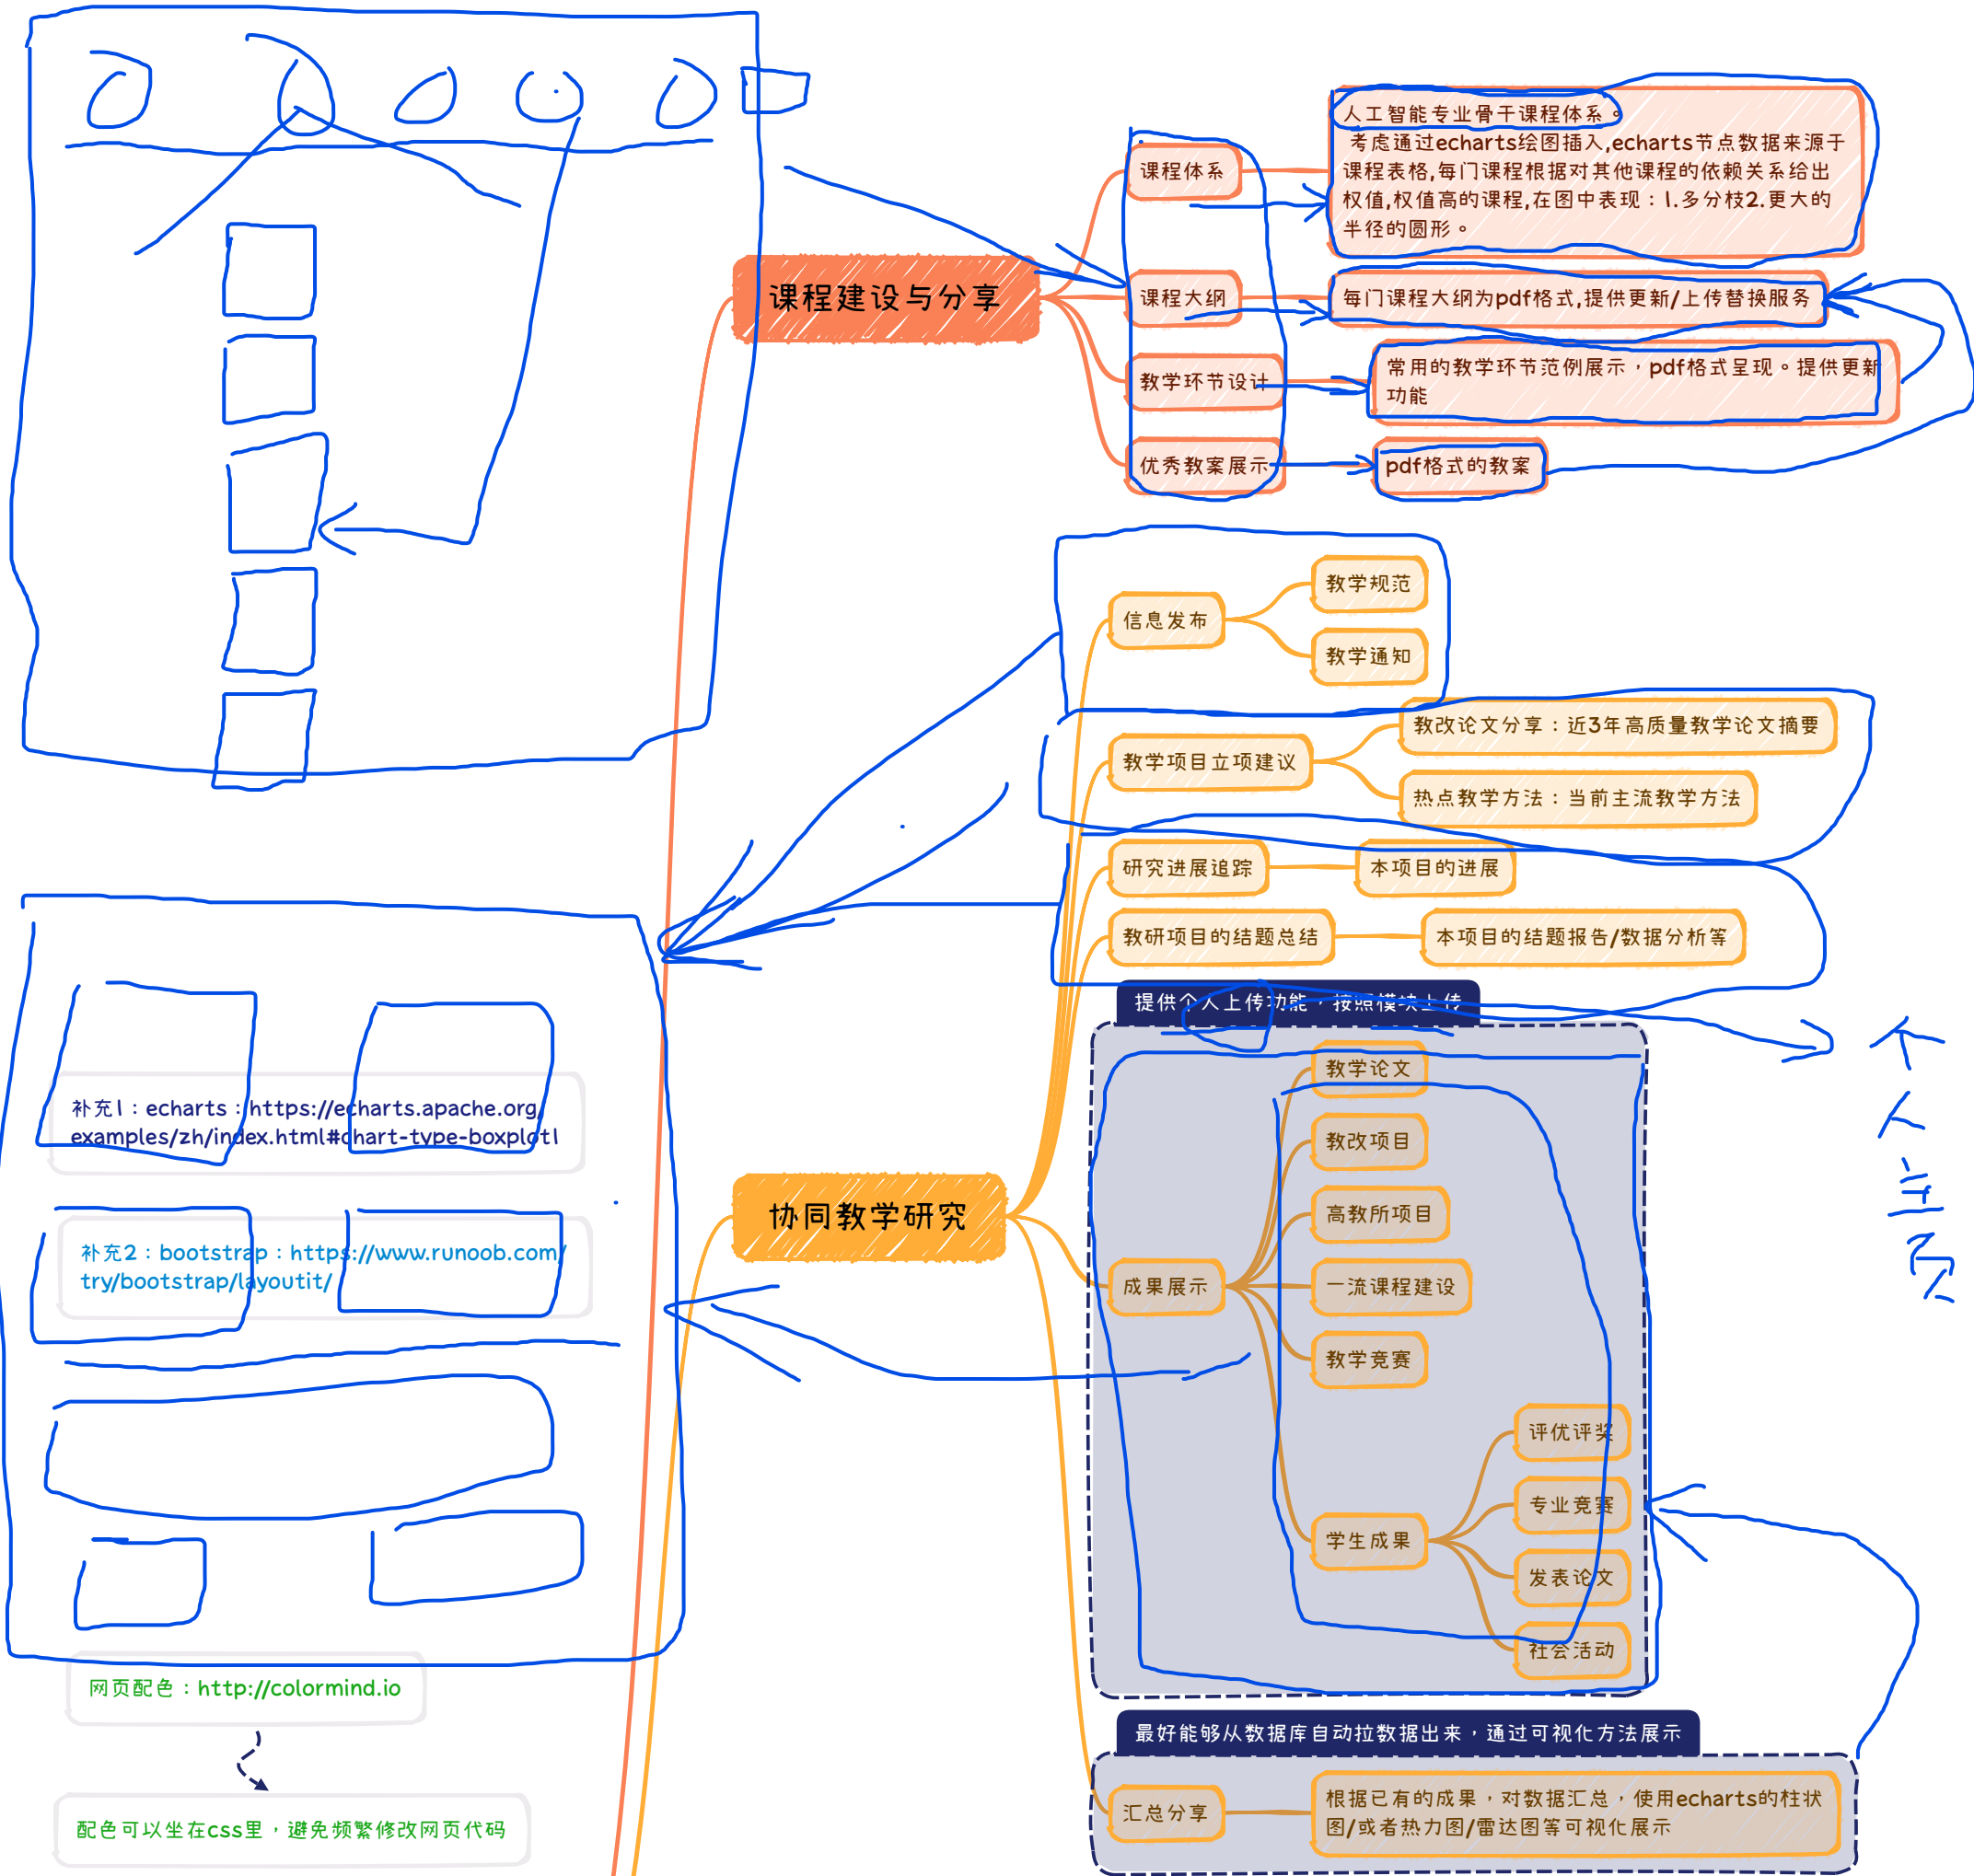 课程建设与分享
课程体系
人工智能专业骨干课程体系。
考虑通过echarts绘图插入,echarts节点数据来源于
课程表格,每门课程根据对其他课程的依赖关系给出
权值,权值高的课程,在图中表现：1.多分枝2.更大的
半径的圆形。
课程大纲
每门课程大纲为pdf格式,提供更新/上传替换服务
教学环节设计
常用的教学环节范例展示，pdf格式呈现。提供更新
功能
优秀教案展示
pdf格式的教案
协同教学研究
信息发布
教学规范
教学通知
教学项目立项建议
教改论文分享：近3年高质量教学论文摘要
热点教学方法：当前主流教学方法
研究进展追踪
本项目的进展
教研项目的结题总结
本项目的结题报告/数据分析等
提供个人上传功能，按照模块上传
成果展示
教学论文
教改项目
高教所项目
一流课程建设
教学竞赛
学生成果
评优评奖
专业竞赛
发表论文
社会活动
最好能够从数据库自动拉数据出来，通过可视化方法展示
汇总分享
根据已有的成果，对数据汇总，使用echarts的柱状
图/或者热力图/雷达图等可视化展示
补充1：echarts：https://echarts.apache.org/
examples/zh/index.html#chart-type-boxplot1
补充2：bootstrap：https://www.runoob.com/
try/bootstrap/layoutit/
网页配色：http://colormind.io
配色可以坐在css里，避免频繁修改网页代码